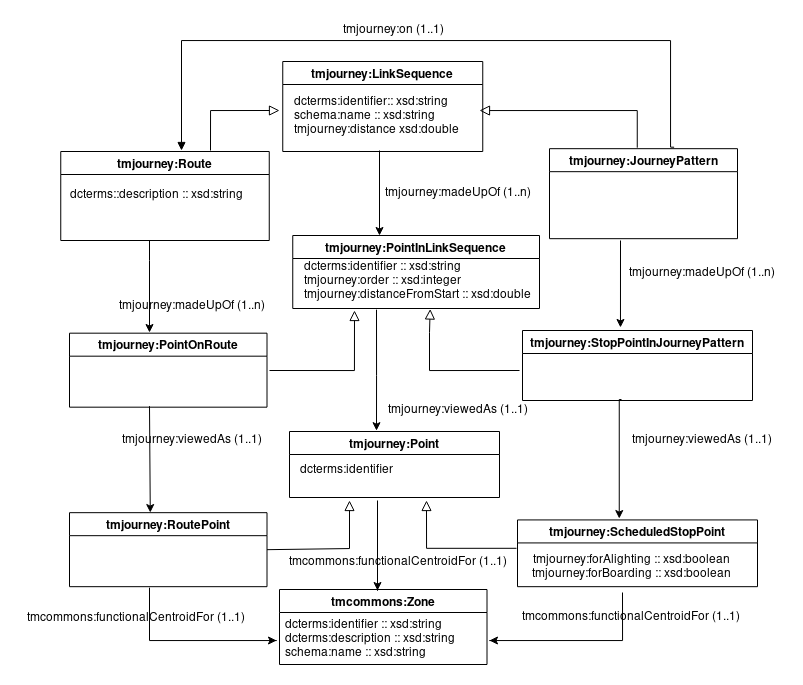 tmjourney:on (1..1)
tmjourney:LinkSequence
dcterms:identifier:: xsd:string
schema:name :: xsd:string
tmjourney:distance xsd:double
tmjourney:Route
dcterms::description :: xsd:string
tmjourney:JourneyPattern
tmjourney:madeUpOf (1..n)
tmjourney:PointInLinkSequence
dcterms:identifier :: xsd:string
tmjourney:order :: xsd:integer
tmjourney:distanceFromStart :: xsd:double
tmjourney:madeUpOf (1..n)
tmjourney:madeUpOf (1..n)
tmjourney:PointOnRoute
tmjourney:StopPointInJourneyPattern
tmjourney:viewedAs (1..1)
tmjourney:viewedAs (1..1)
tmjourney:viewedAs (1..1)
tmjourney:Point
dcterms:identifier
tmjourney:RoutePoint
tmjourney:ScheduledStopPoint
tmjourney:forAlighting :: xsd:boolean
tmjourney:forBoarding :: xsd:boolean
tmcommons:functionalCentroidFor (1..1)
tmcommons:Zone
dcterms:identifier :: xsd:string
dcterms:description :: xsd:string
schema:name :: xsd:string
tmcommons:functionalCentroidFor (1..1)
tmcommons:functionalCentroidFor (1..1)